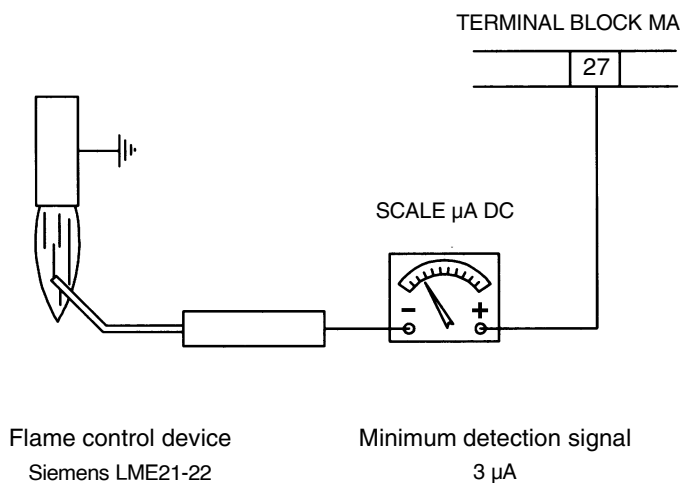 TERMINAL BLOCK MA
27
SCALE µA DC
- +
Flame control device Minimum detection signal
Siemens LME21-22 3 µA